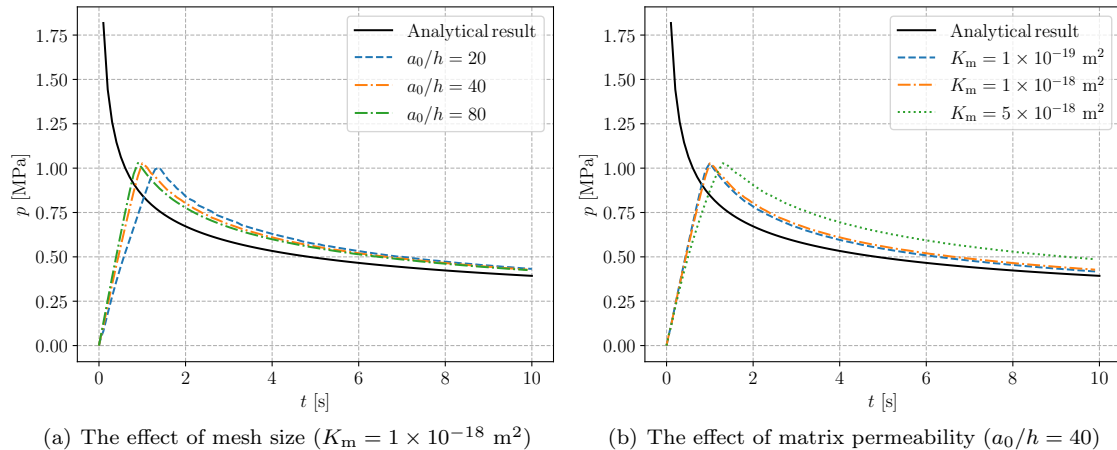 Analytical result
a₀/h = 20
a₀/h = 40
a₀/h = 80
1.75
1.50
1.25
1.00
0.75
0.50
0.25
0.00
p [MPa]
0 2 4 6 8 10
t [s]
(a) The effect of mesh size (Kₘ = 1 × 10⁻¹⁸ m²)
Analytical result
Kₘ = 1 × 10⁻¹⁹ m²
Kₘ = 1 × 10⁻¹⁸ m²
Kₘ = 5 × 10⁻¹⁸ m²
1.75
1.50
1.25
1.00
0.75
0.50
0.25
0.00
p [MPa]
0 2 4 6 8 10
t [s]
(b) The effect of matrix permeability (a₀/h = 40)